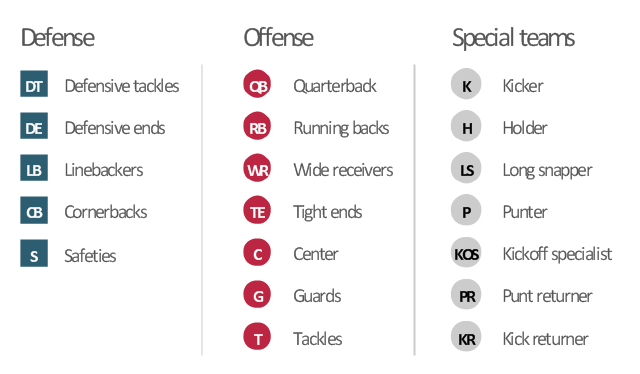 Defense
DT Defensive tackles
DE Defensive ends
LB Linebackers
CB Cornerbacks
S Safeties
Offense
QB Quarterback
RB Running backs
WR Wide receivers
TE Tight ends
C Center
G Guards
T Tackles
Special teams
K Kicker
H Holder
LS Long snapper
P Punter
KOS Kickoff specialist
PR Punt returner
KR Kick returner